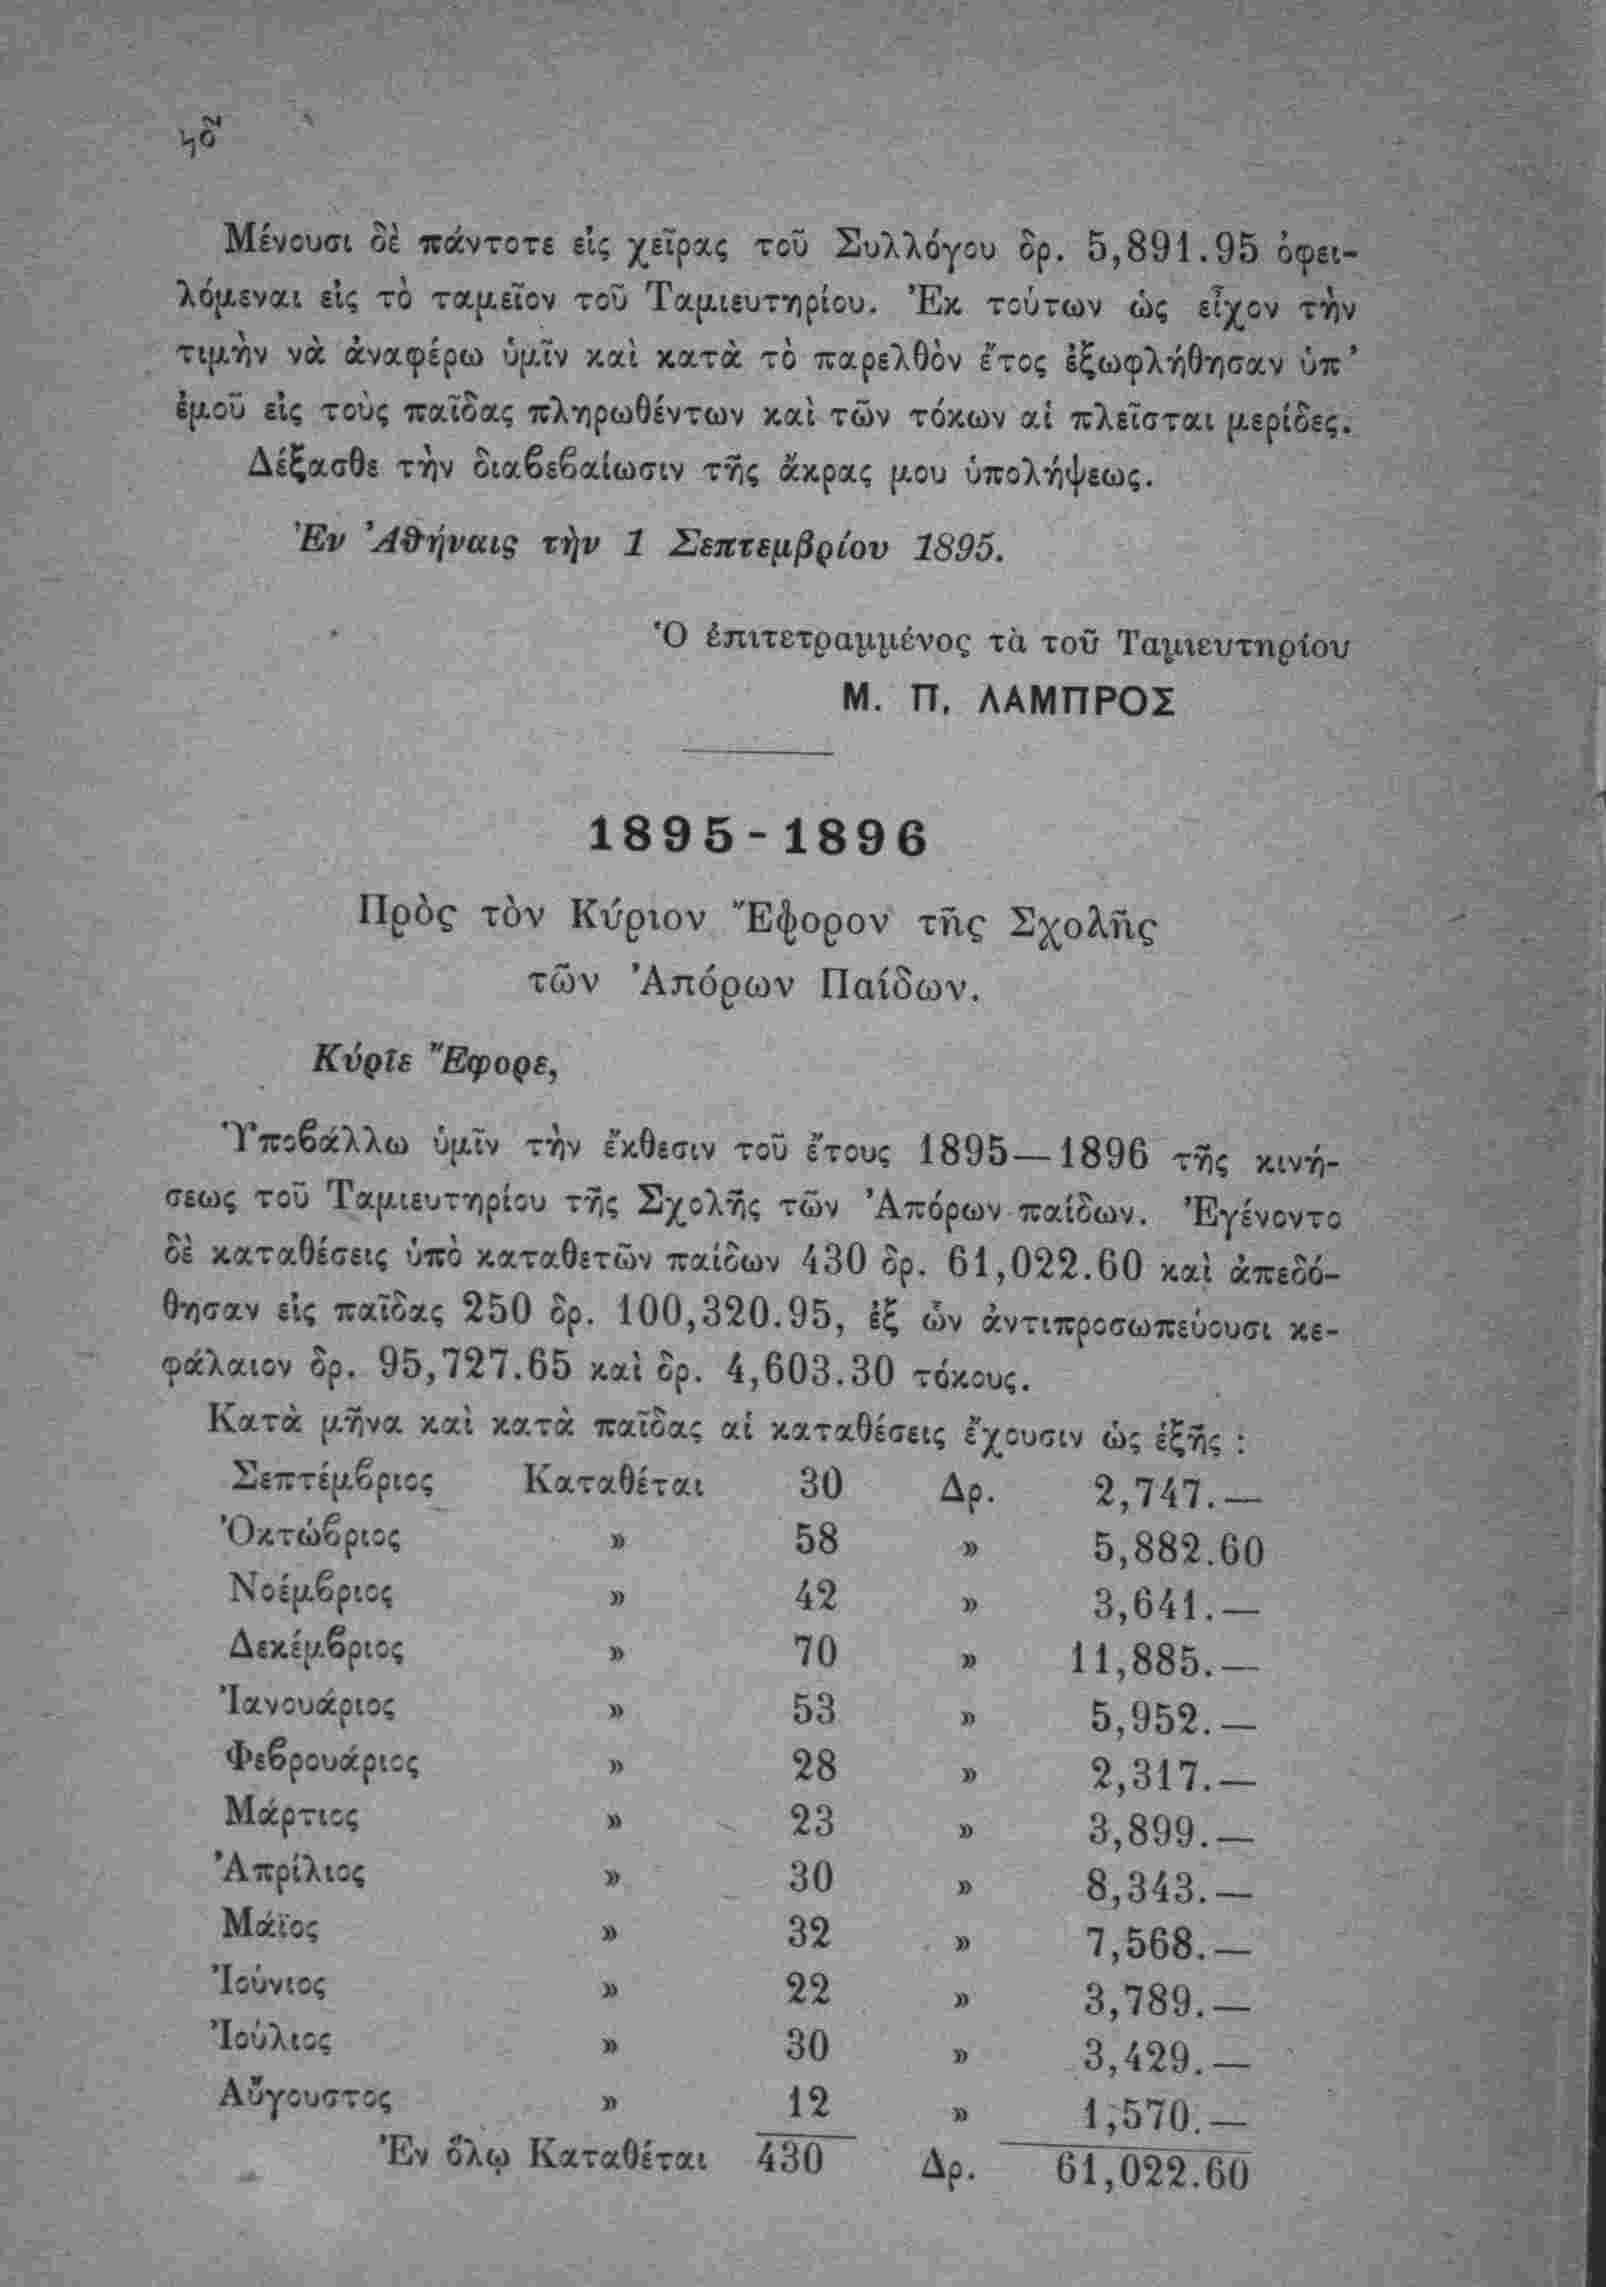 Μένουσι δὲ πάντοτε εἰς χεῖρας τοῦ Συλλόγου δρ. 5,891.95 ὀφει-
λόμεναι εἰς τὸ ταμεῖον τοῦ Ταμιευτηρίου. Ἐκ τούτων ὡς εἶχον τὴν
τιμὴν νὰ ἀναφέρω ὑμῖν καὶ κατὰ τὸ παρελθὸν ἔτος ἐξωφλήθησαν ὑπ'
ἐμοῦ εἰς τοὺς παῖδας πληρωθέντων καὶ τῶν τόκων αἱ πλεῖσται μερίδες.
Δέξασθε τὴν διαβεβαίωσιν τῆς ἄκρας μου ὑπολήψεως.
Ἐν Ἀθήναις τὴν 1 Σεπτεμβρίου 1895.
Ὁ ἐπιτετραμμένος τὰ τοῦ Ταμιευτηρίου
Μ. Π. ΛΑΜΠΡΟΣ
1895-1896
Πρὸς τὸν Κύριον Ἔφορον τῆς Σχολῆς
τῶν Ἀπόρων Παίδων.
Κύριε Ἔφορε,
Ὑποβάλλω ὑμῖν τὴν ἔκθεσιν τοῦ ἔτους 1895—1896 τῆς κινή-
σεως τοῦ Ταμιευτηρίου τῆς Σχολῆς τῶν Ἀπόρων παίδων. Ἐγένοντο
δὲ καταθέσεις ὑπὸ καταθετῶν παίδων 430 δρ. 61,022.60 καὶ ἀπεδό-
θησαν εἰς παῖδας 250 δρ. 100,320.95, ἐξ ὧν ἀντιπροσωπεύουσι κε-
φάλαιον δρ. 95,727.65 καὶ δρ. 4,603.30 τόκους.
Κατὰ μῆνα καὶ κατὰ παῖδας αἱ καταθέσεις ἔχουσιν ὡς ἑξῆς :
Σεπτέμβριος Καταθέται 30 Δρ. 2,747.—
Ὀκτώβριος » 58 » 5,882.60
Νοέμβριος » 42 » 3,641.—
Δεκέμβριος » 70 » 11,885.—
Ἰανουάριος » 53 » 5,952.—
Φεβρουάριος » 28 » 2,317.—
Μάρτιος » 23 » 3,899.—
Ἀπρίλιος » 30 » 8,343.—
Μάϊος » 32 » 7,568.—
Ἰούνιος » 22 » 3,789.—
Ἰούλιος » 30 » 3,429.—
Αὔγουστος » 12 » 1,570.—
Ἐν ὅλῳ Καταθέται 430 Δρ. 61,022.60